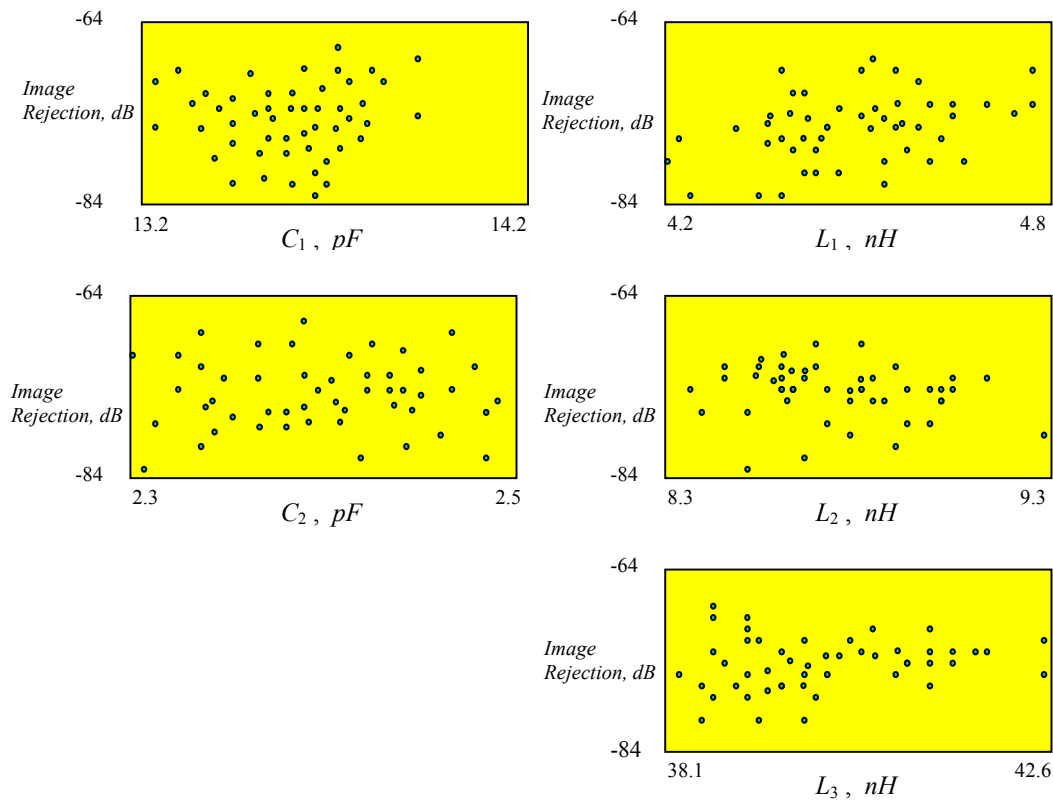 -64
Image
Rejection, dB
-84
13.2
14.2
C1 , pF
-64
Image
Rejection, dB
-84
4.2
4.8
L1 , nH
-64
Image
Rejection, dB
-84
2.3
2.5
C2 , pF
-64
Image
Rejection, dB
-84
8.3
9.3
L2 , nH
-64
Image
Rejection, dB
-84
38.1
42.6
L3 , nH